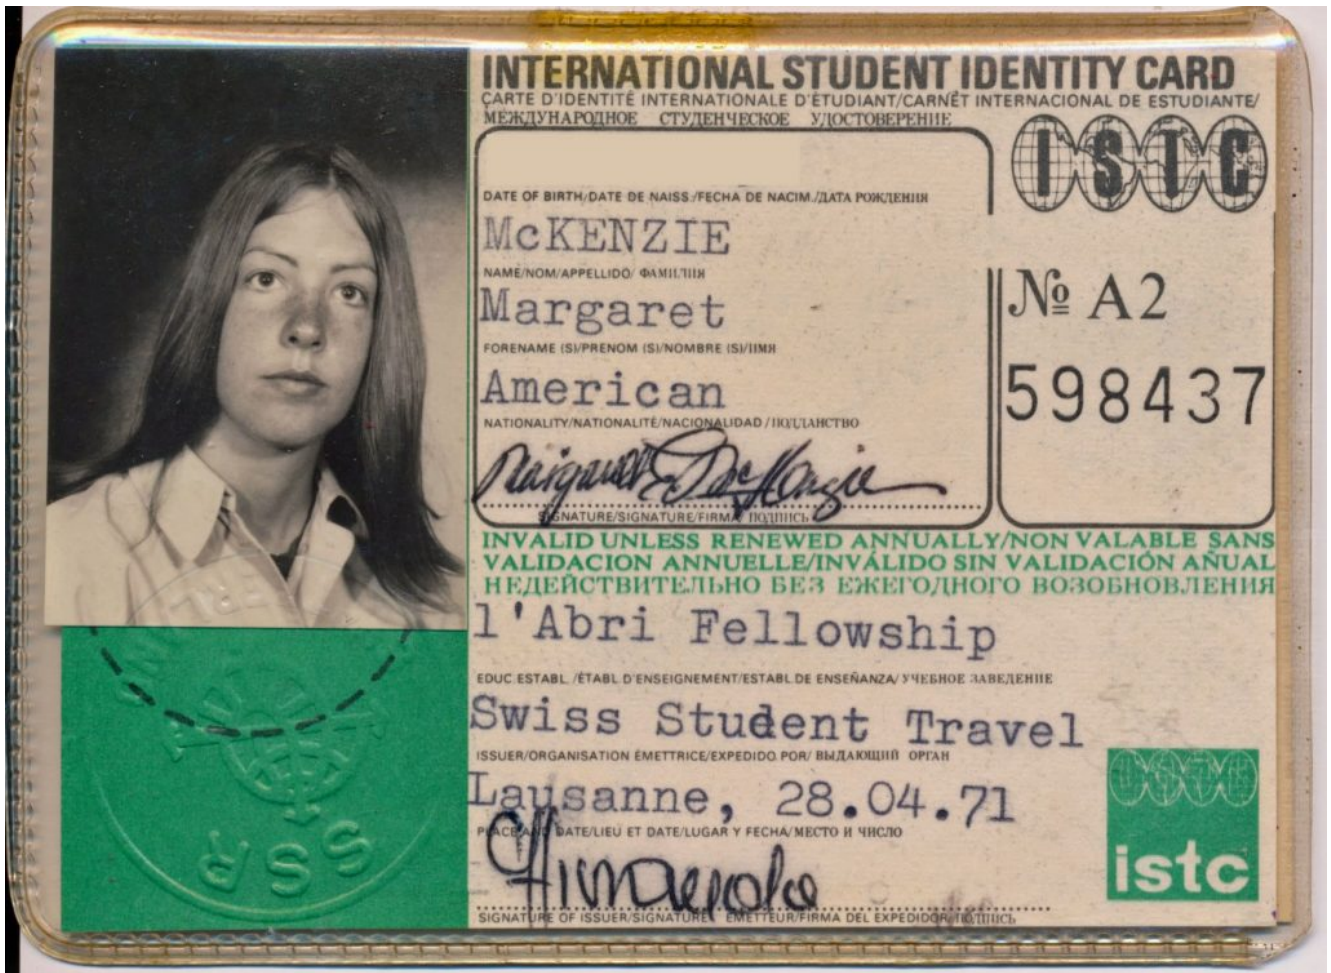 INTERNATIONAL STUDENT IDENTITY CARD
CARTE D'IDENTITÉ INTERNATIONALE D'ÉTUDIANT/CARNÉT INTERNACIONAL DE ESTUDIANTE/
МЕЖДУНАРОДНОЕ СТУДЕНЧЕСКОЕ УДОСТОВЕРЕНИЕ
ISTC
DATE OF BIRTH/DATE DE NAISS./FECHA DE NACIM./ДАТА РОЖДЕНИЯ
McKENZIE
NAME/NOM/APPELLIDO/ ФАМИЛИЯ
Margaret
FORENAME (S)/PRENOM (S)/NOMBRE (S)/ИМЯ
American
NATIONALITY/NATIONALITÉ/NACIONALIDAD/ПОДДАНСТВО
№ A2
598437
Margaret E McKenzie
SIGNATURE/SIGNATURE/FIRMA/ ПОДПИСЬ
INVALID UNLESS RENEWED ANNUALLY/NON VALABLE SANS
VALIDACION ANNUELLE/INVÁLIDO SIN VALIDACIÓN AÑUAL
НЕДЕЙСТВИТЕЛЬНО БЕЗ ЕЖЕГОДНОГО ВОЗОБНОВЛЕНИЯ
l'Abri Fellowship
EDUC.ESTABL./ÉTABL.D'ENSEIGNEMENT/ESTABL.DE ENSEÑANZA/ УЧЕБНОЕ ЗАВЕДЕНИЕ
Swiss Student Travel
ISSUER/ORGANISATION ÉMETTRICE/EXPEDIDO POR/ ВЫДАЮЩИЙ ОРГАН
Lausanne, 28.04.71
PLACE AND DATE/LIEU ET DATE/LUGAR Y FECHA/МЕСТО И ЧИСЛО
SIGNATURE OF ISSUER/SIGNATURE EMETTEUR/FIRMA DEL EXPEDIDOR/ПОДПИСЬ
istc
SSR